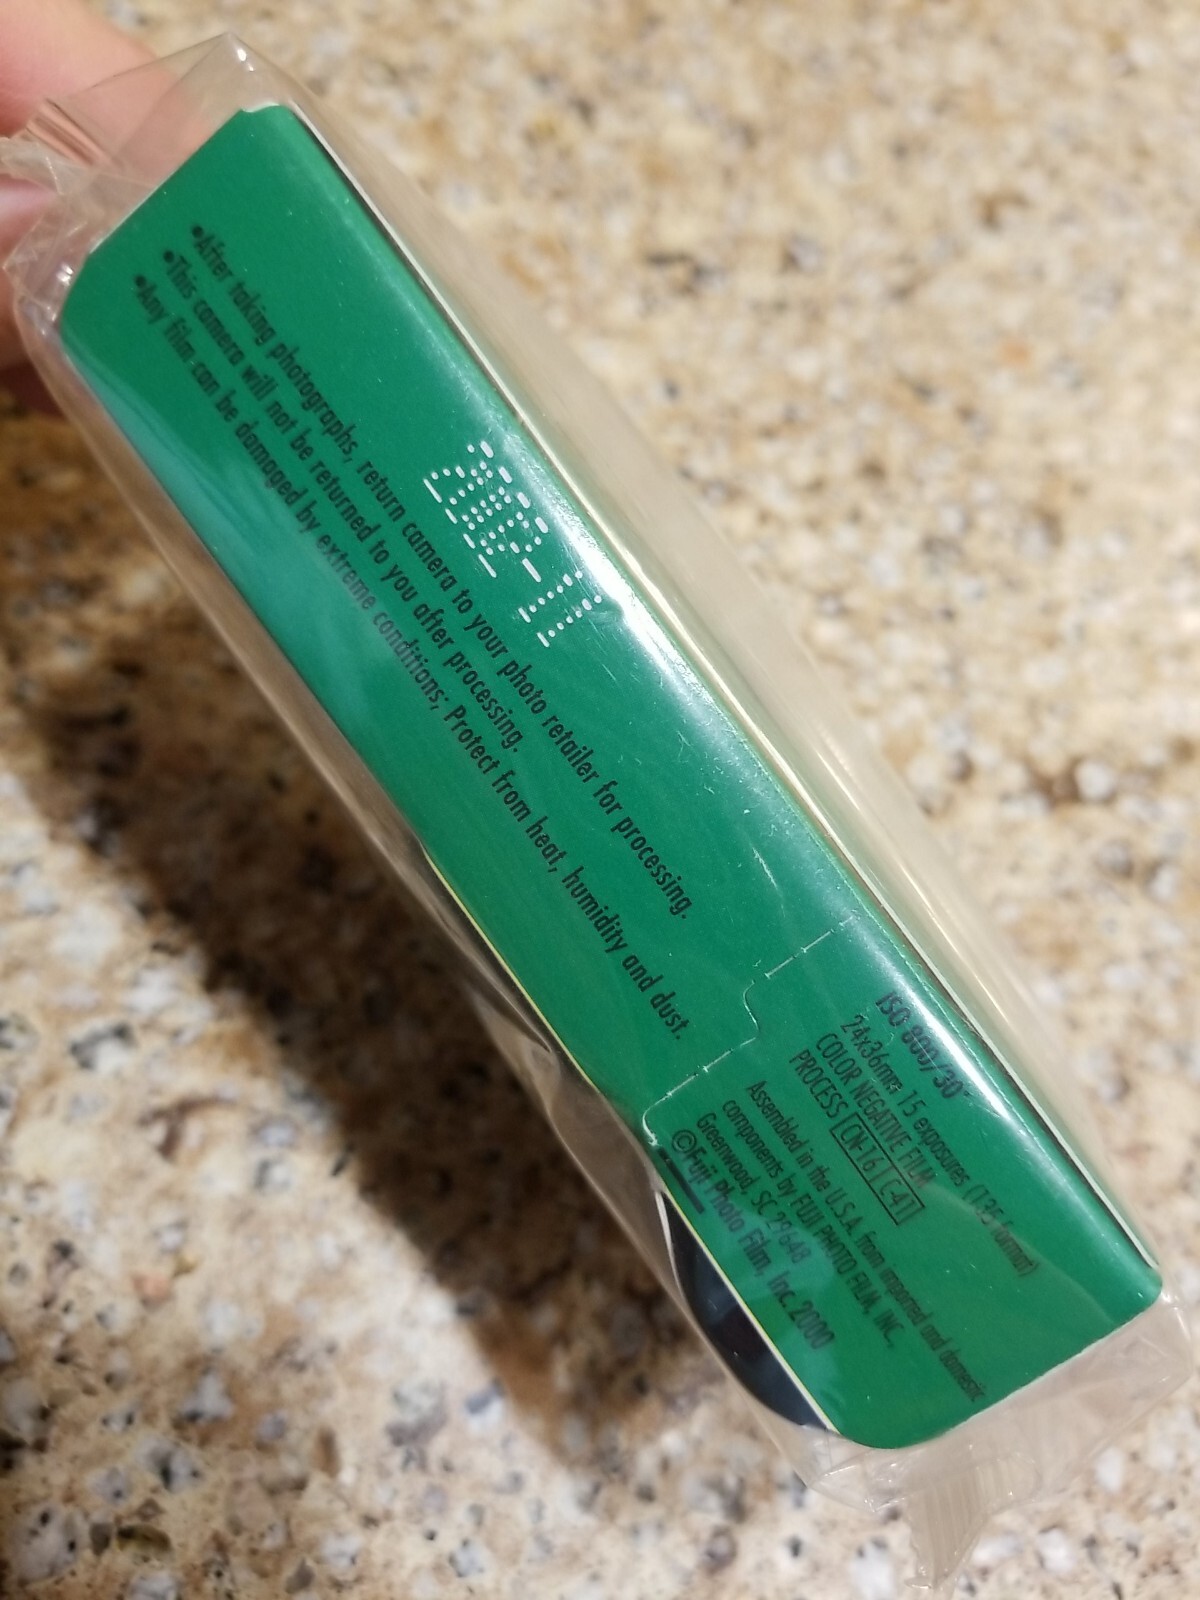 •After taking photographs, return camera to your photo retailer for processing.
•This camera will not be returned to you after processing.
•Any film can be damaged by extreme conditions; Protect from heat, humidity and dust.
ISO 800/30°
24x36mm 15 exposures (135 format)
COLOR NEGATIVE FILM
PROCESS CN-16 C-41
Assembled in the U.S.A. from imported and domestic
components by FUJI PHOTO FILM, INC.
Greenwood, SC 29648
©Fuji Photo Film, Inc. 2000